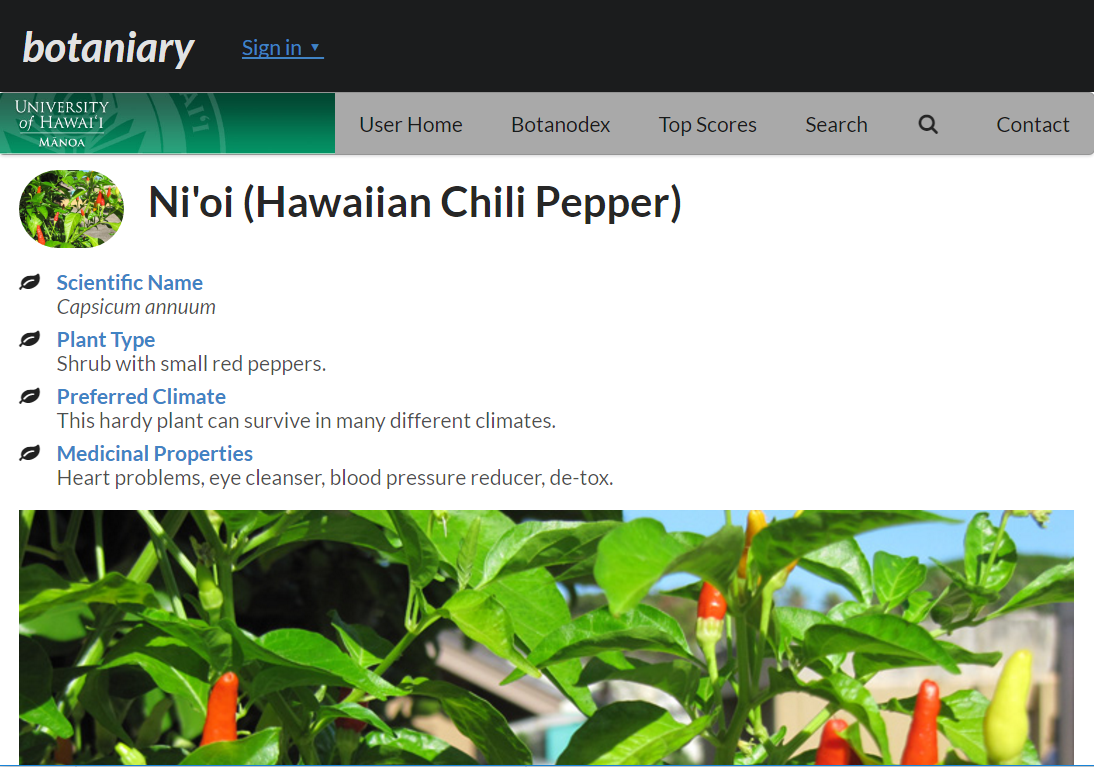 botaniary
Sign in
UNIVERSITY
of HAWAI‘I
MĀNOA
User Home
Botanodex
Top Scores
Search
Contact
Ni'oi (Hawaiian Chili Pepper)
Scientific Name
Capsicum annuum
Plant Type
Shrub with small red peppers.
Preferred Climate
This hardy plant can survive in many different climates.
Medicinal Properties
Heart problems, eye cleanser, blood pressure reducer, de-tox.